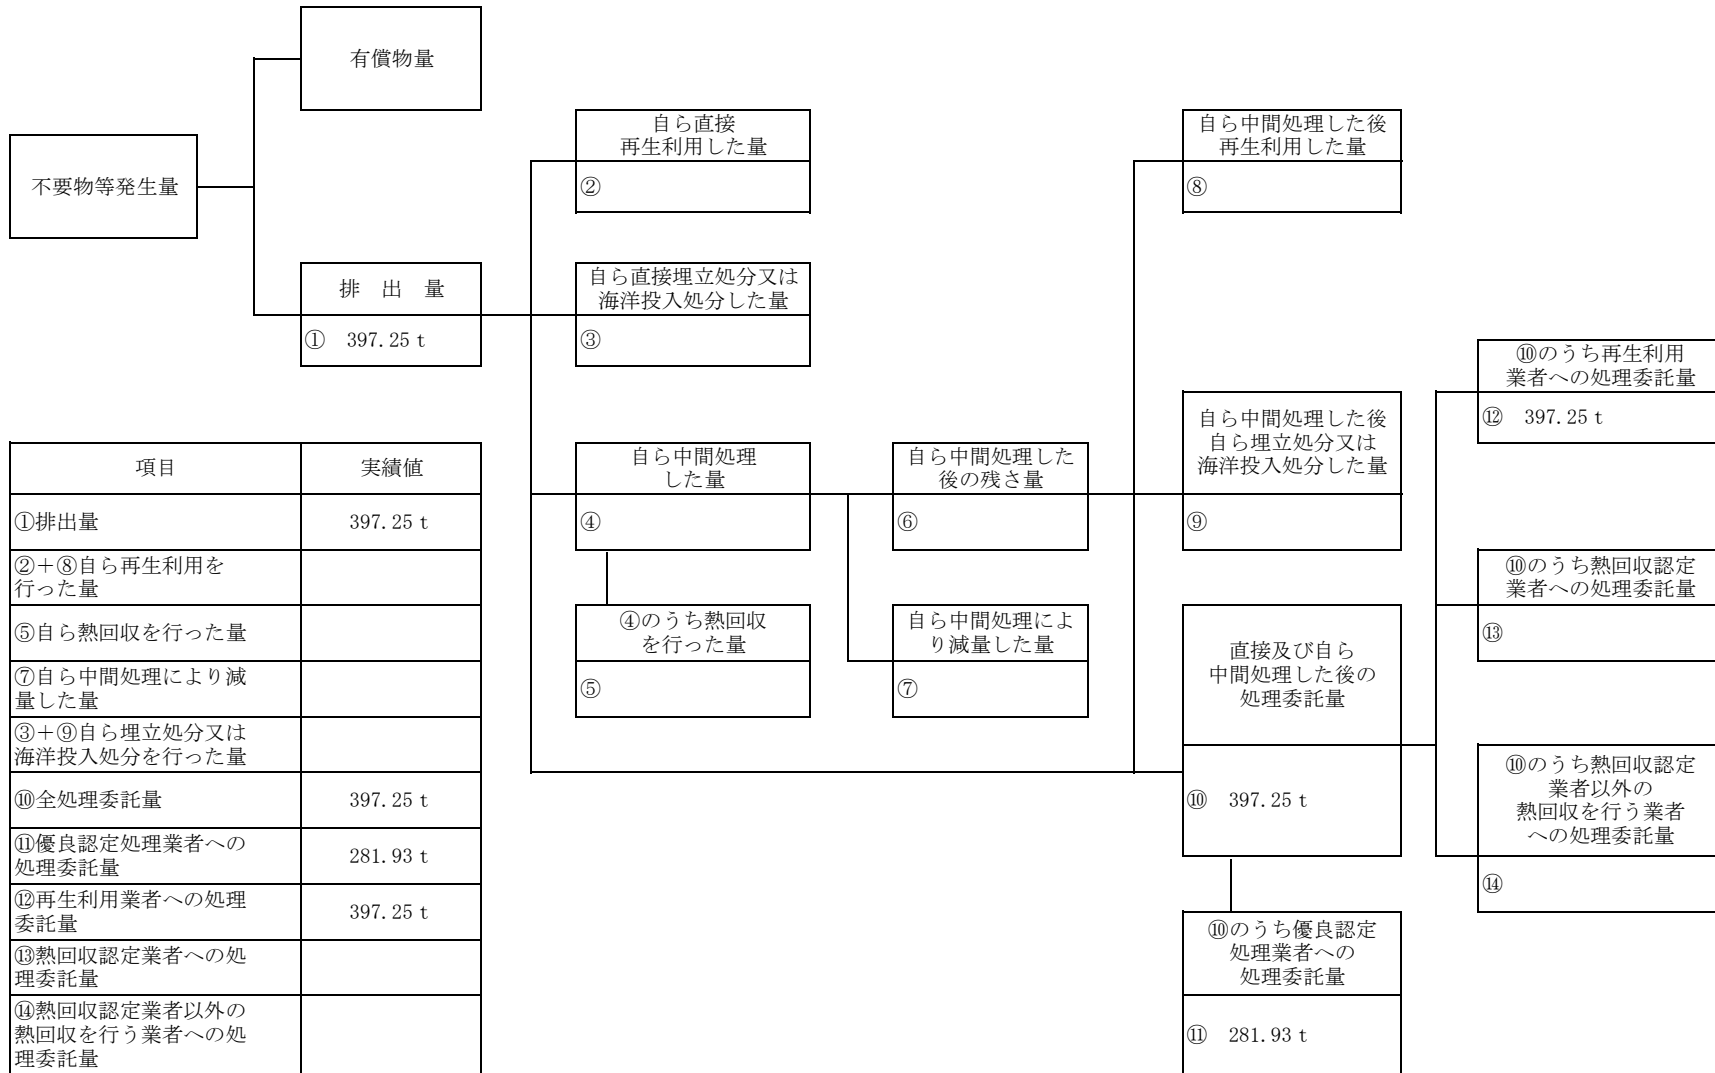 有償物量
不要物等発生量
排　出　量
① 397.25 t
自ら直接
再生利用した量
②
自ら直接埋立処分又は
海洋投入処分した量
③
自ら中間処理
した量
④
④のうち熱回収
を行った量
⑤
自ら中間処理した
後の残さ量
⑥
自ら中間処理によ
り減量した量
⑦
自ら中間処理した後
再生利用した量
⑧
自ら中間処理した後
自ら埋立処分又は
海洋投入処分した量
⑨
直接及び自ら
中間処理した後の
処理委託量
⑩ 397.25 t
⑩のうち優良認定
処理業者への
処理委託量
⑪ 281.93 t
⑩のうち再生利用
業者への処理委託量
⑫ 397.25 t
⑩のうち熱回収認定
業者への処理委託量
⑬
⑩のうち熱回収認定
業者以外の
熱回収を行う業者
への処理委託量
⑭
項目 実績値
①排出量 397.25 t
②＋⑧自ら再生利用を
行った量
⑤自ら熱回収を行った量
⑦自ら中間処理により減
量した量
③＋⑨自ら埋立処分又は
海洋投入処分を行った量
⑩全処理委託量 397.25 t
⑪優良認定処理業者への
処理委託量 281.93 t
⑫再生利用業者への処理
委託量 397.25 t
⑬熱回収認定業者への処
理委託量
⑭熱回収認定業者以外の
熱回収を行う業者への処
理委託量